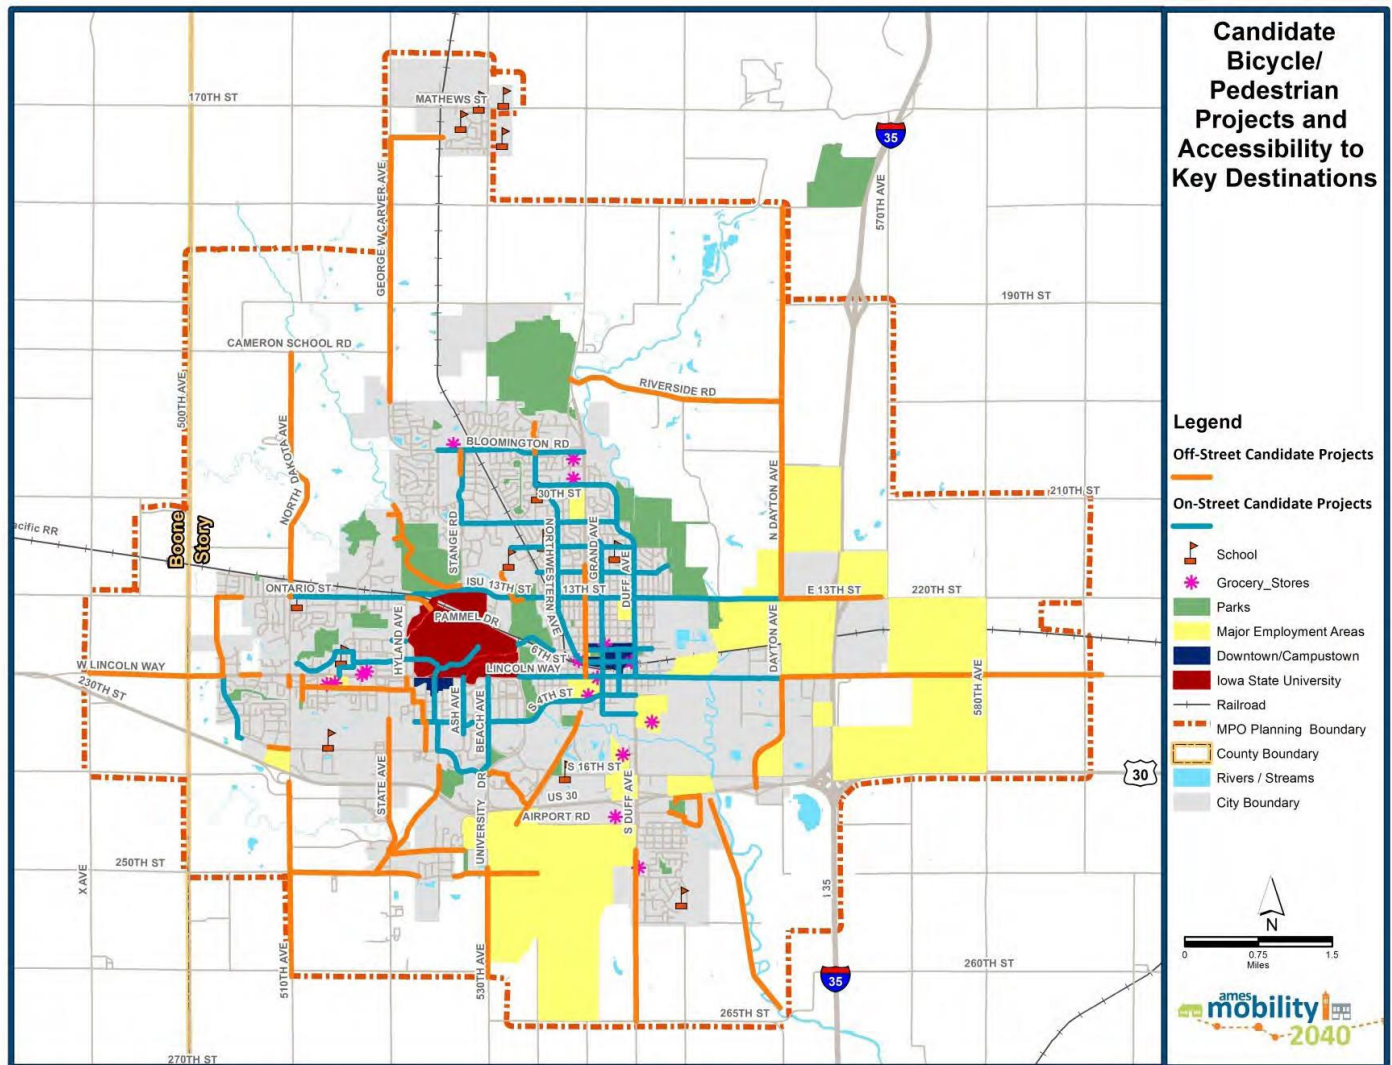 Candidate
Bicycle/
Pedestrian
Projects and
Accessibility to
Key Destinations
170TH ST
MATHEWS ST
35
570TH AVE
GEORGE W CARVER AVE
190TH ST
CAMERON SCHOOL RD
500TH AVE
RIVERSIDE RD
NORTH DAKOTA AVE
BLOOMINGTON RD
N DAYTON AVE
30TH ST
210TH ST
acific RR
Boone
Story
STANGE RD
NORTHWESTERN AVE
GRAND AVE
DUFF AVE
ONTARIO ST
ISU 13TH ST
13TH ST
E 13TH ST
220TH ST
PAMMEL DR
HYLAND AVE
6TH ST
DAYTON AVE
W LINCOLN WAY
LINCOLN WAY
230TH ST
S 4TH ST
ASH AVE
BEACH AVE
580TH AVE
STATE AVE
S 16TH ST
US 30
30
UNIVERSITY DR
AIRPORT RD
S DUFF AVE
250TH ST
X AVE
I 35
510TH AVE
530TH AVE
260TH ST
35
265TH ST
270TH ST
Legend
Off-Street Candidate Projects
On-Street Candidate Projects
School
Grocery_Stores
Parks
Major Employment Areas
Downtown/Campustown
Iowa State University
Railroad
MPO Planning Boundary
County Boundary
Rivers / Streams
City Boundary
N
0 0.75 1.5
Miles
ames
mobility
2040